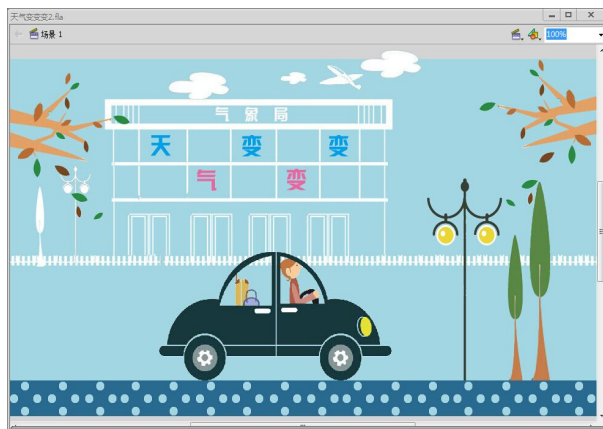 天气变变变2.fla
场景 1
100%
气象局
天 变 变
气 变